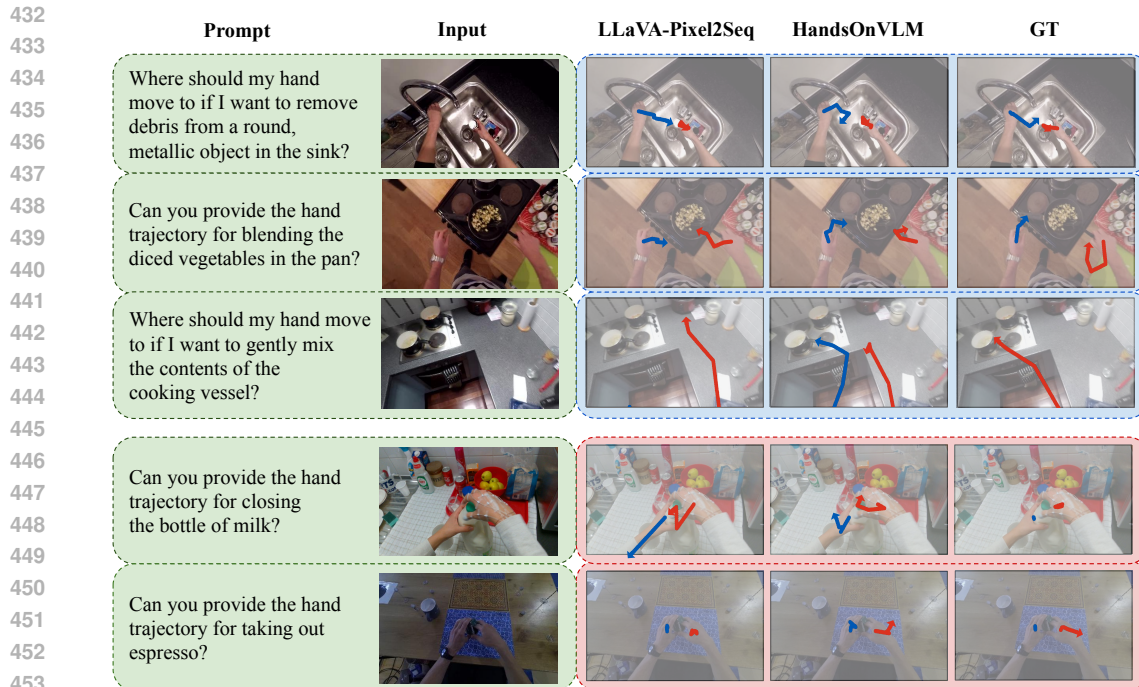 432
433
434
435
436
437
438
439
440
441
442
443
444
445
446
447
448
449
450
451
452
453
Prompt Input LLaVA-Pixel2Seq HandsOnVLM GT
Where should my hand
move to if I want to remove
debris from a round,
metallic object in the sink?
Can you provide the hand
trajectory for blending the
diced vegetables in the pan?
Where should my hand move
to if I want to gently mix
the contents of the
cooking vessel?
Can you provide the hand
trajectory for closing
the bottle of milk?
Can you provide the hand
trajectory for taking out
espresso?